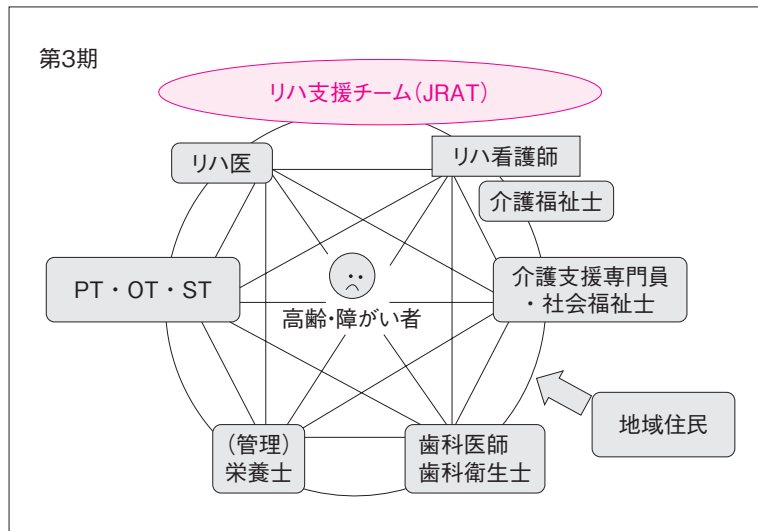 第3期
リハ支援チーム(JRAT)
リハ医
リハ看護師
介護福祉士
PT・OT・ST
高齢・障がい者
介護支援専門員
・社会福祉士
地域住民
(管理)
栄養士
歯科医師
歯科衛生士